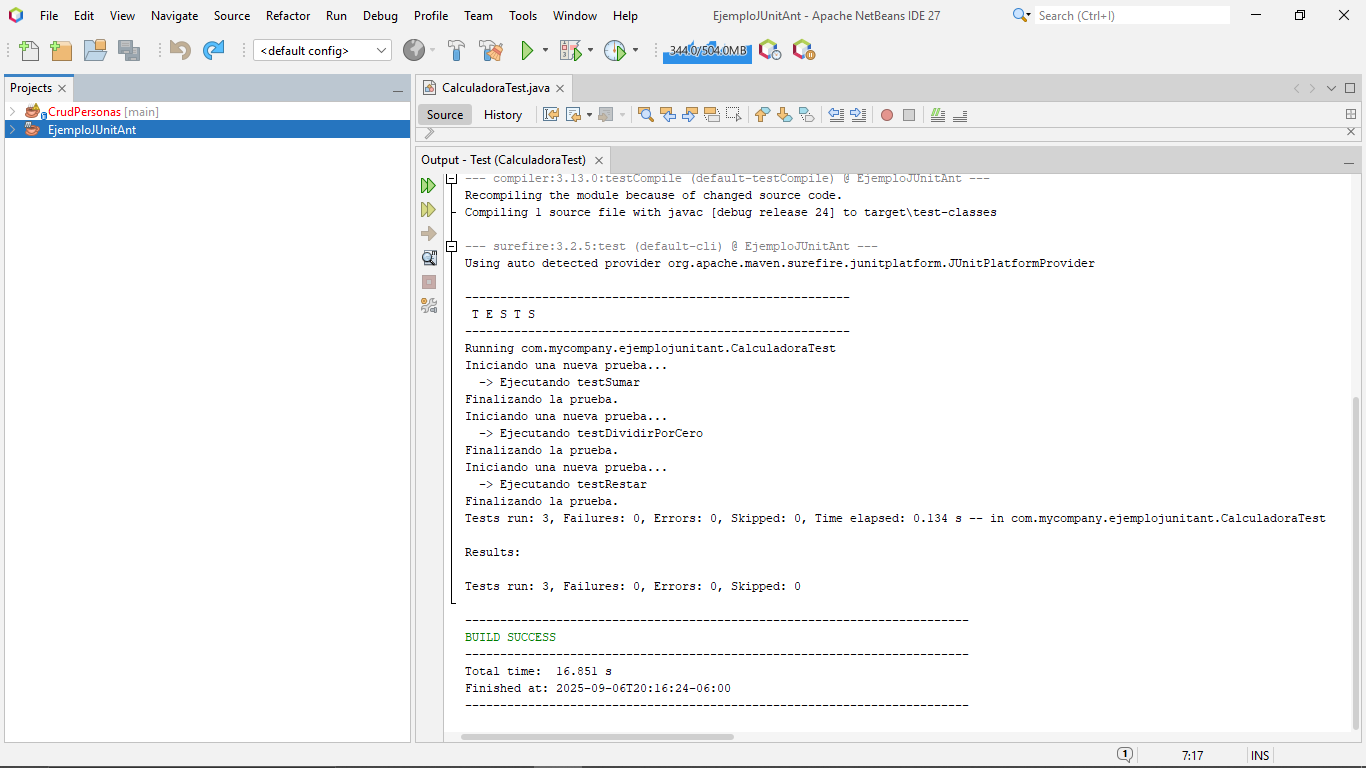 File Edit View Navigate Source Refactor Run Debug Profile Team Tools Window Help EjemploJUnitAnt - Apache NetBeans IDE 27 Search (Ctrl+I)
<default config> 344.0/504.0MB
Projects
CrudPersonas [main]
EjemploJUnitAnt
CalculadoraTest.java
Source History
Output - Test (CalculadoraTest)
--- compiler:3.13.0:testCompile (default-testCompile) @ EjemploJUnitAnt ---
Recompiling the module because of changed source code.
Compiling 1 source file with javac [debug release 24] to target\test-classes
--- surefire:3.2.5:test (default-cli) @ EjemploJUnitAnt ---
Using auto detected provider org.apache.maven.surefire.junitplatform.JUnitPlatformProvider
-------------------------------------------------------
T E S T S
-------------------------------------------------------
Running com.mycompany.ejemplojunitant.CalculadoraTest
Iniciando una nueva prueba...
-> Ejecutando testSumar
Finalizando la prueba.
Iniciando una nueva prueba...
-> Ejecutando testDividirPorCero
Finalizando la prueba.
Iniciando una nueva prueba...
-> Ejecutando testRestar
Finalizando la prueba.
Tests run: 3, Failures: 0, Errors: 0, Skipped: 0, Time elapsed: 0.134 s -- in com.mycompany.ejemplojunitant.CalculadoraTest
Results:
Tests run: 3, Failures: 0, Errors: 0, Skipped: 0
------------------------------------------------------------------------
BUILD SUCCESS
------------------------------------------------------------------------
Total time:  16.851 s
Finished at: 2025-09-06T20:16:24-06:00
------------------------------------------------------------------------
1 7:17 INS